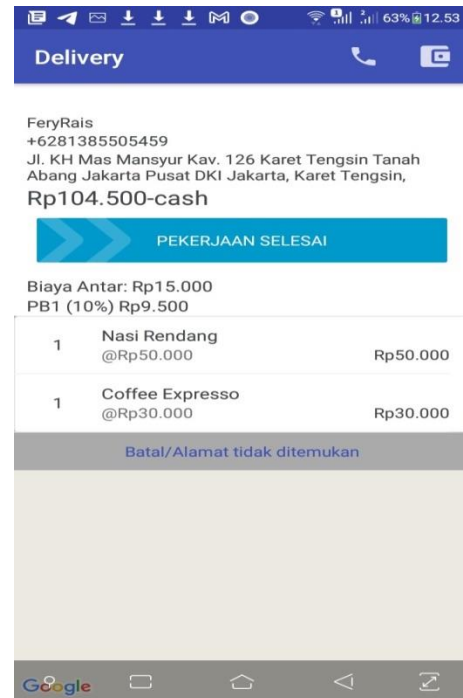 63% 12.53
Delivery
FeryRais
+6281385505459
Jl. KH Mas Mansyur Kav. 126 Karet Tengsin Tanah
Abang Jakarta Pusat DKI Jakarta, Karet Tengsin,
Rp104.500-cash
PEKERJAAN SELESAI
Biaya Antar: Rp15.000
PB1 (10%) Rp9.500
1 Nasi Rendang
@Rp50.000 Rp50.000
1 Coffee Expresso
@Rp30.000 Rp30.000
Batal/Alamat tidak ditemukan
Google